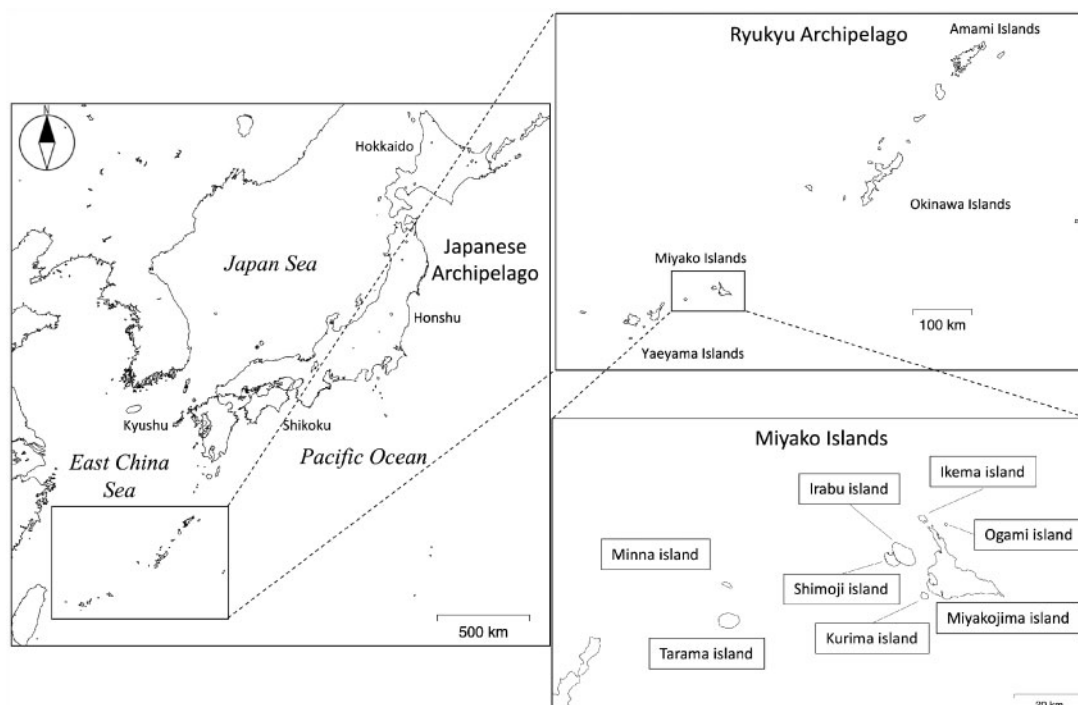 N
Hokkaido
Japan Sea
Japanese
Archipelago
Honshu
Kyushu
Shikoku
East China
Sea
Pacific Ocean
500 km
Ryukyu Archipelago
Amami Islands
Okinawa Islands
Miyako Islands
Yaeyama Islands
100 km
Miyako Islands
Ikema island
Irabu island
Ogami island
Minna island
Shimoji island
Miyakojima island
Kurima island
Tarama island